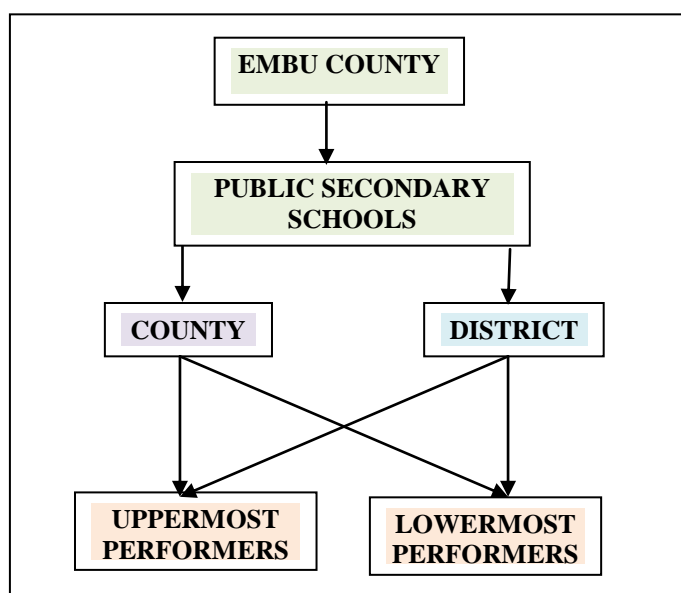 EMBU COUNTY
PUBLIC SECONDARY
SCHOOLS
COUNTY
DISTRICT
UPPERMOST
PERFORMERS
LOWERMOST
PERFORMERS